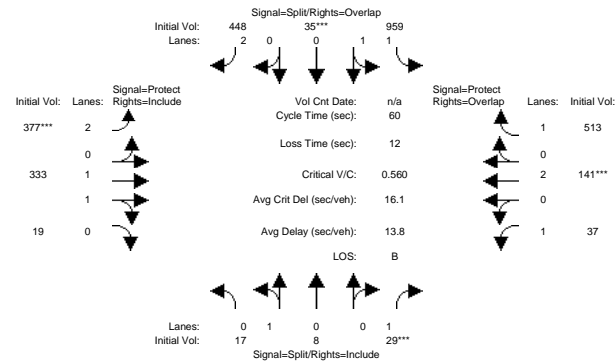 Signal=Split/Rights=Overlap
Initial Vol: 448 35*** 959
Lanes: 2 0 0 1 1
Signal=Protect
Initial Vol: Lanes: Rights=Include
Vol Cnt Date: n/a
Signal=Protect
Rights=Overlap Lanes: Initial Vol:
Cycle Time (sec): 60
377*** 2
1 513
Loss Time (sec): 12
0
0
333 1
Critical V/C: 0.560
2 141***
1
Avg Crit Del (sec/veh): 16.1
0
19 0
Avg Delay (sec/veh): 13.8
1 37
LOS: B
Lanes: 0 1 0 0 1
Initial Vol: 17 8 29***
Signal=Split/Rights=Include